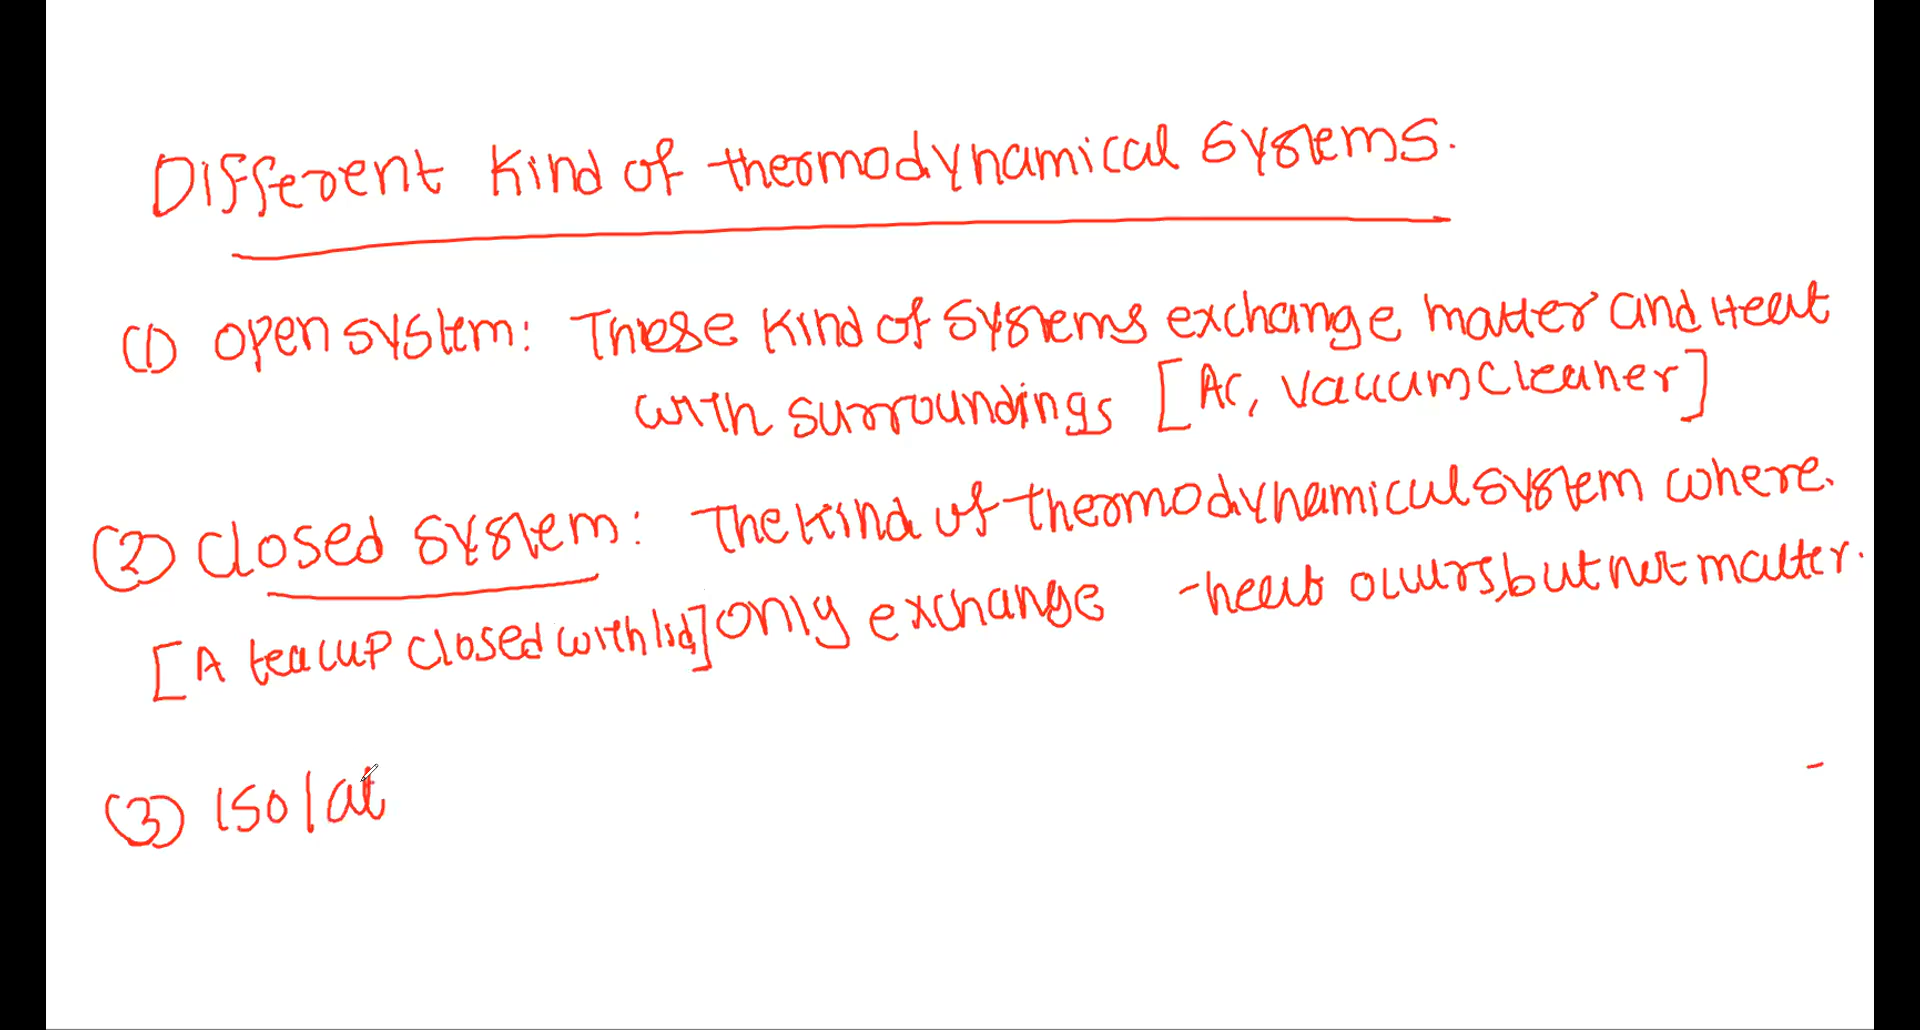 Different kind of thermodynamical systems.
(1) open system: These kind of systems exchange matter and Heat
with surroundings [AC, vaccum cleaner]
(2) closed system: The kind of thermodynamical system where
only exchange heat occurs, but not matter.
[A tea cup closed with lid]
(3) Isolat